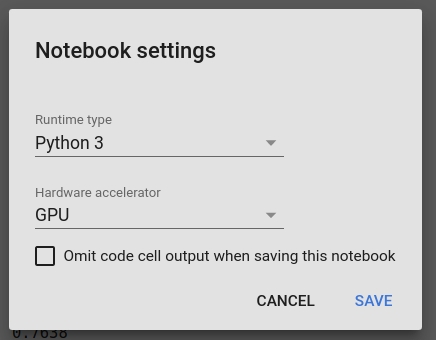 Notebook settings
Runtime type
Python 3
Hardware accelerator
GPU
Omit code cell output when saving this notebook
CANCEL SAVE
0.7638